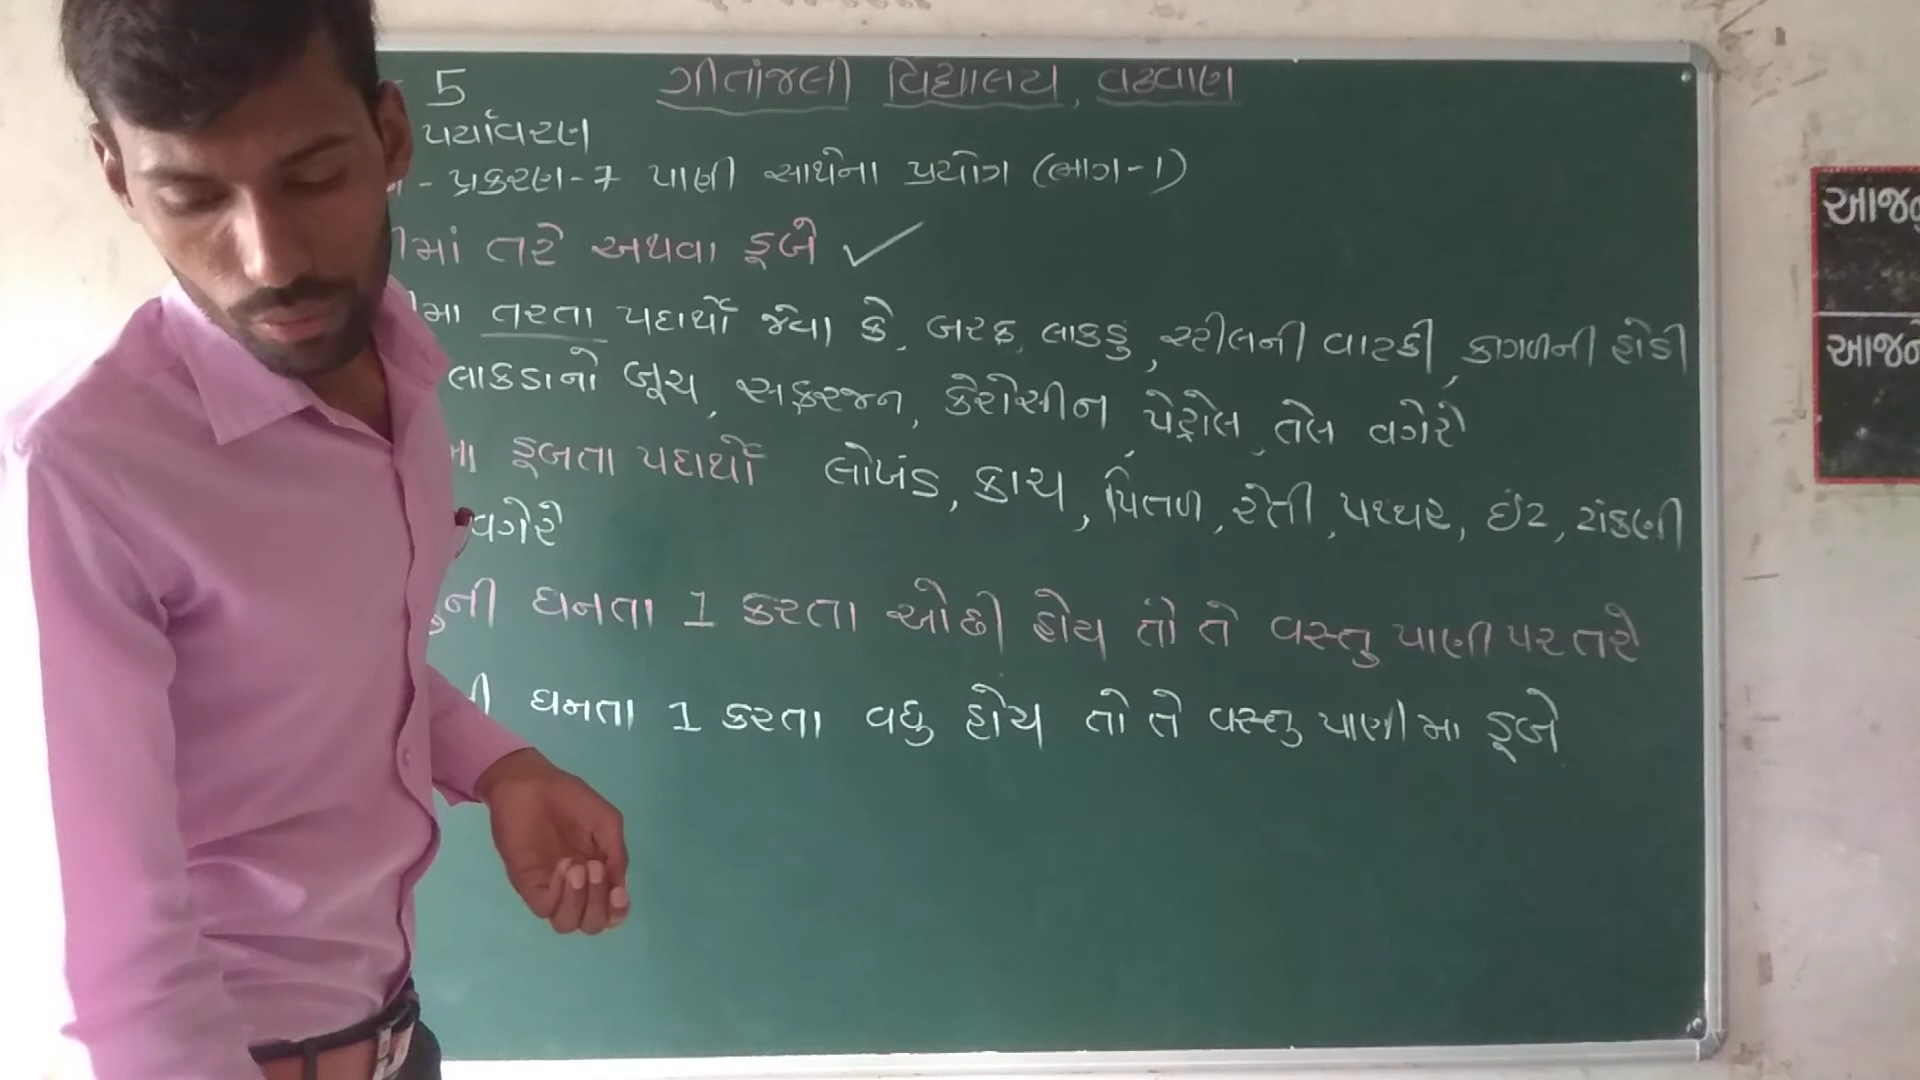 5 ગીતાંજલી વિદ્યાલય, વઢવાણ
પર્યાવરણ
- પ્રકરણ-7 પાણી સાથેના પ્રયોગ (ભાગ-1)
માં તરે અથવા ડૂબે ✓
મા તરતા પદાર્થો જેવા કે, બરફ, લાકડું, સ્ટીલની વાટકી, કાગળની હોડી
લાકડાનો બૂચ, સફરજન, કેરોસીન, પેટ્રોલ, તેલ વગેરે
મા ડૂબતા પદાર્થો લોખંડ, કાચ, પિતળ, રેતી, પથ્થર, ઈંટ, ટાંકણી
વગેરે
ની ઘનતા 1 કરતા ઓછી હોય તો તે વસ્તુ પાણી પર તરે
ી ઘનતા 1 કરતા વધુ હોય તો તે વસ્તુ પાણીમા ડૂબે
આજનુ
આજનો